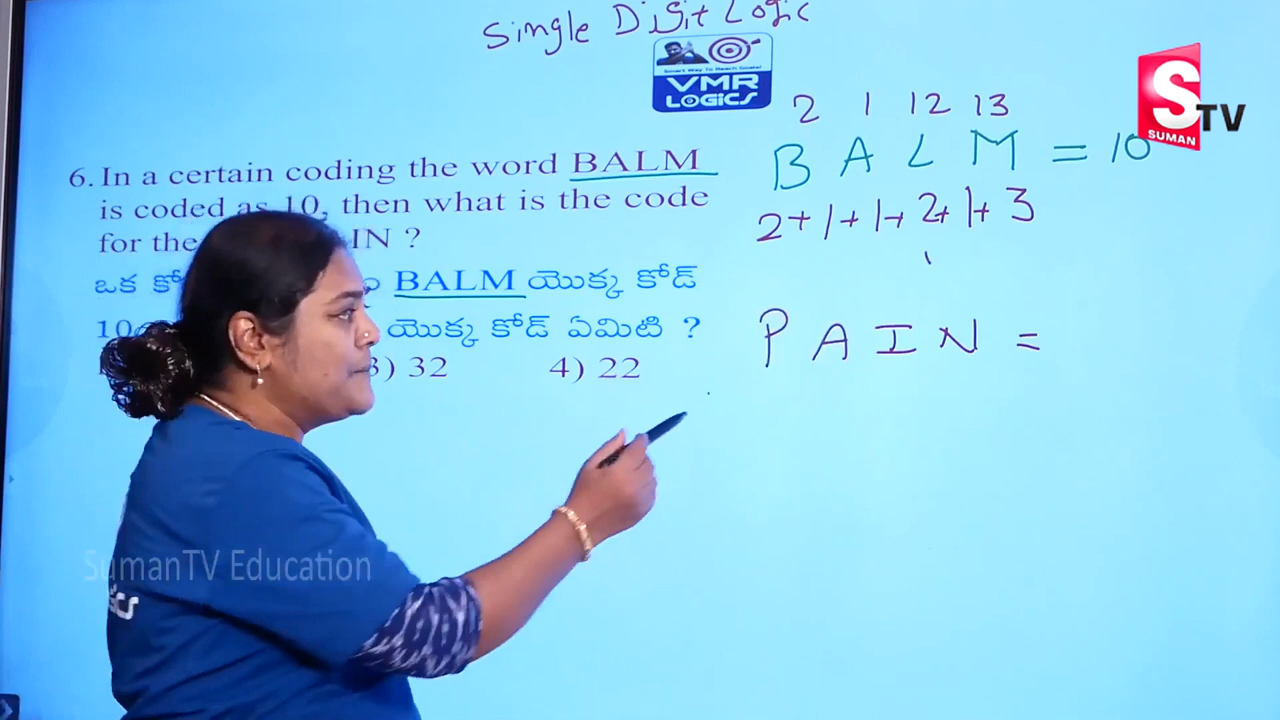 Single Digit Logic
Smart Way To Reach Goals!
VMR
LOGICS
S
TV
SUMAN
2 1 12 13
B A L M = 10
2+1+1+2+1+3
6. In a certain coding the word BALM
is coded as 10, then what is the code
for the IN ?
ఒక BALM యొక్క కోడ్
10 యొక్క కోడ్ ఏమిటి ?
3) 32 4) 22
P A I N =
SumanTV Education